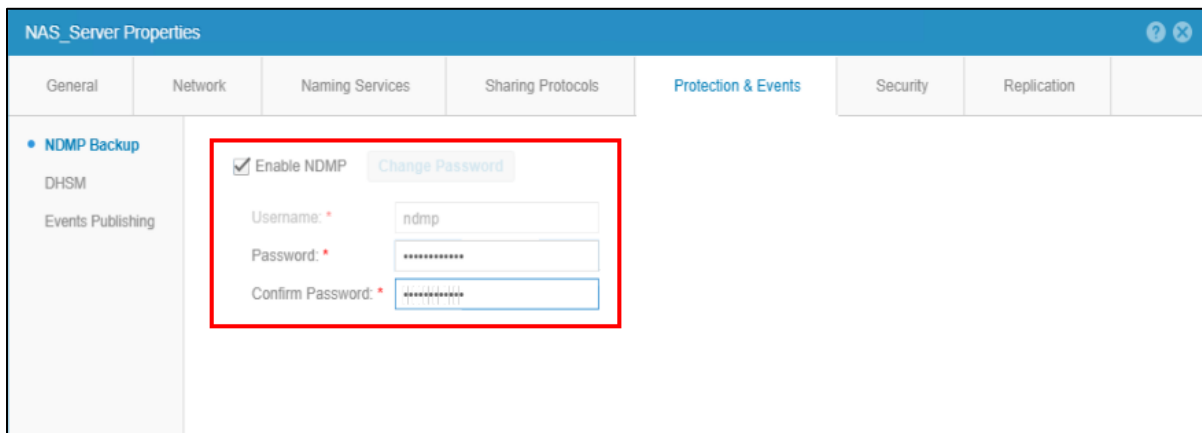 NAS_Server Properties
General Network Naming Services Sharing Protocols Protection & Events Security Replication
NDMP Backup
DHSM
Events Publishing
Enable NDMP Change Password
Username: * ndmp
Password: * ••••••••••••
Confirm Password: * ••••••••••••